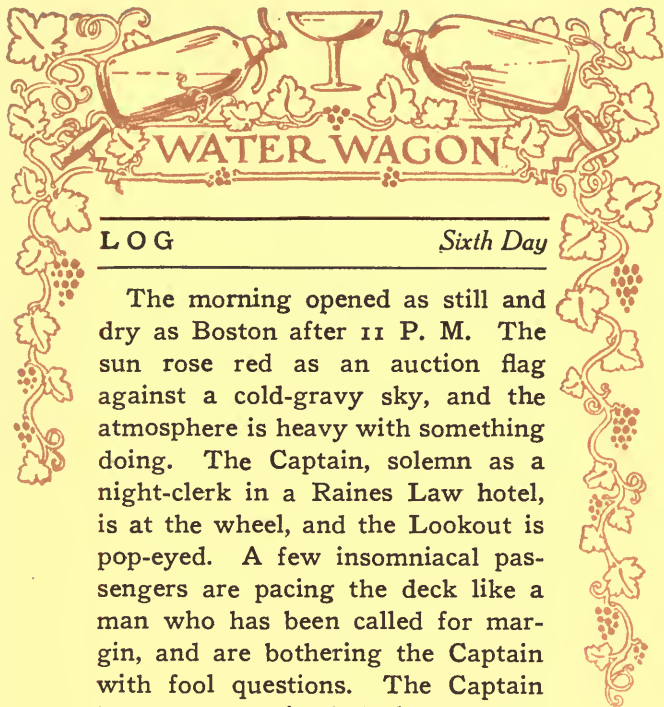 WATER WAGON
LOG Sixth Day
The morning opened as still and
dry as Boston after 11 P. M. The
sun rose red as an auction flag
against a cold-gravy sky, and the
atmosphere is heavy with something
doing. The Captain, solemn as a
night-clerk in a Raines Law hotel,
is at the wheel, and the Lookout is
pop-eyed. A few insomniacal pas-
sengers are pacing the deck like a
man who has been called for mar-
gin, and are bothering the Captain
with fool questions. The Captain